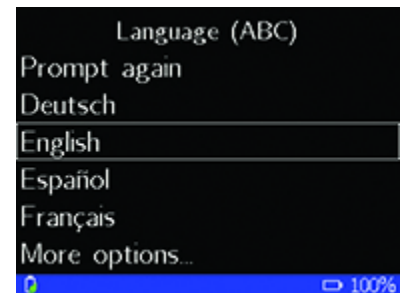 Language (ABC)
Prompt again
Deutsch
English
Español
Français
More options...
100%